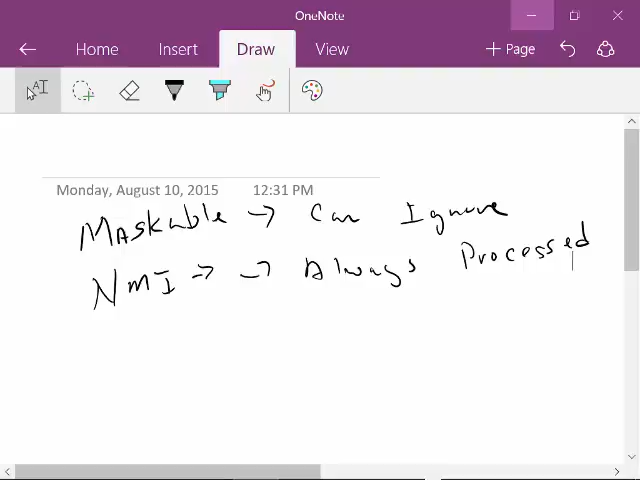 OneNote
Home Insert Draw View + Page
Monday, August 10, 2015 12:31 PM
Maskable → Can Ignore
NMI → → Always Processed